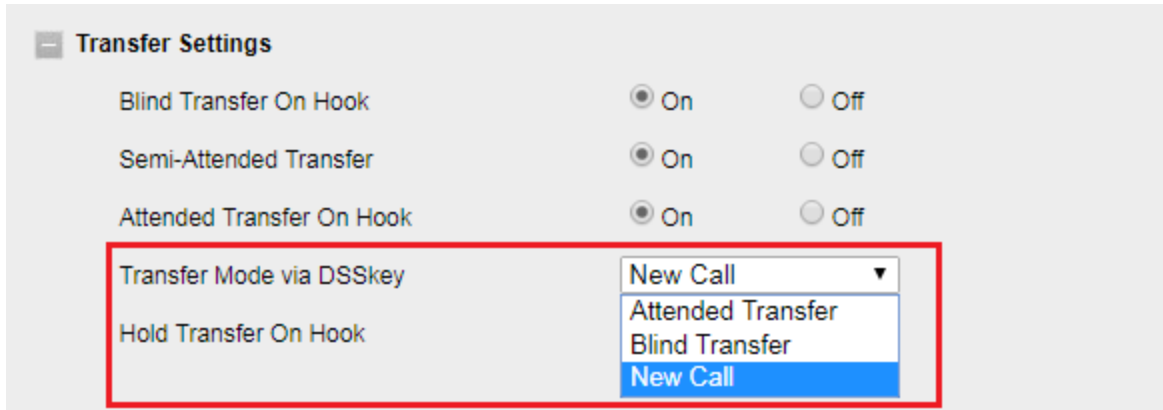 Transfer Settings
Blind Transfer On Hook On Off
Semi-Attended Transfer On Off
Attended Transfer On Hook On Off
Transfer Mode via DSSkey New Call
Attended Transfer
Hold Transfer On Hook Blind Transfer
New Call